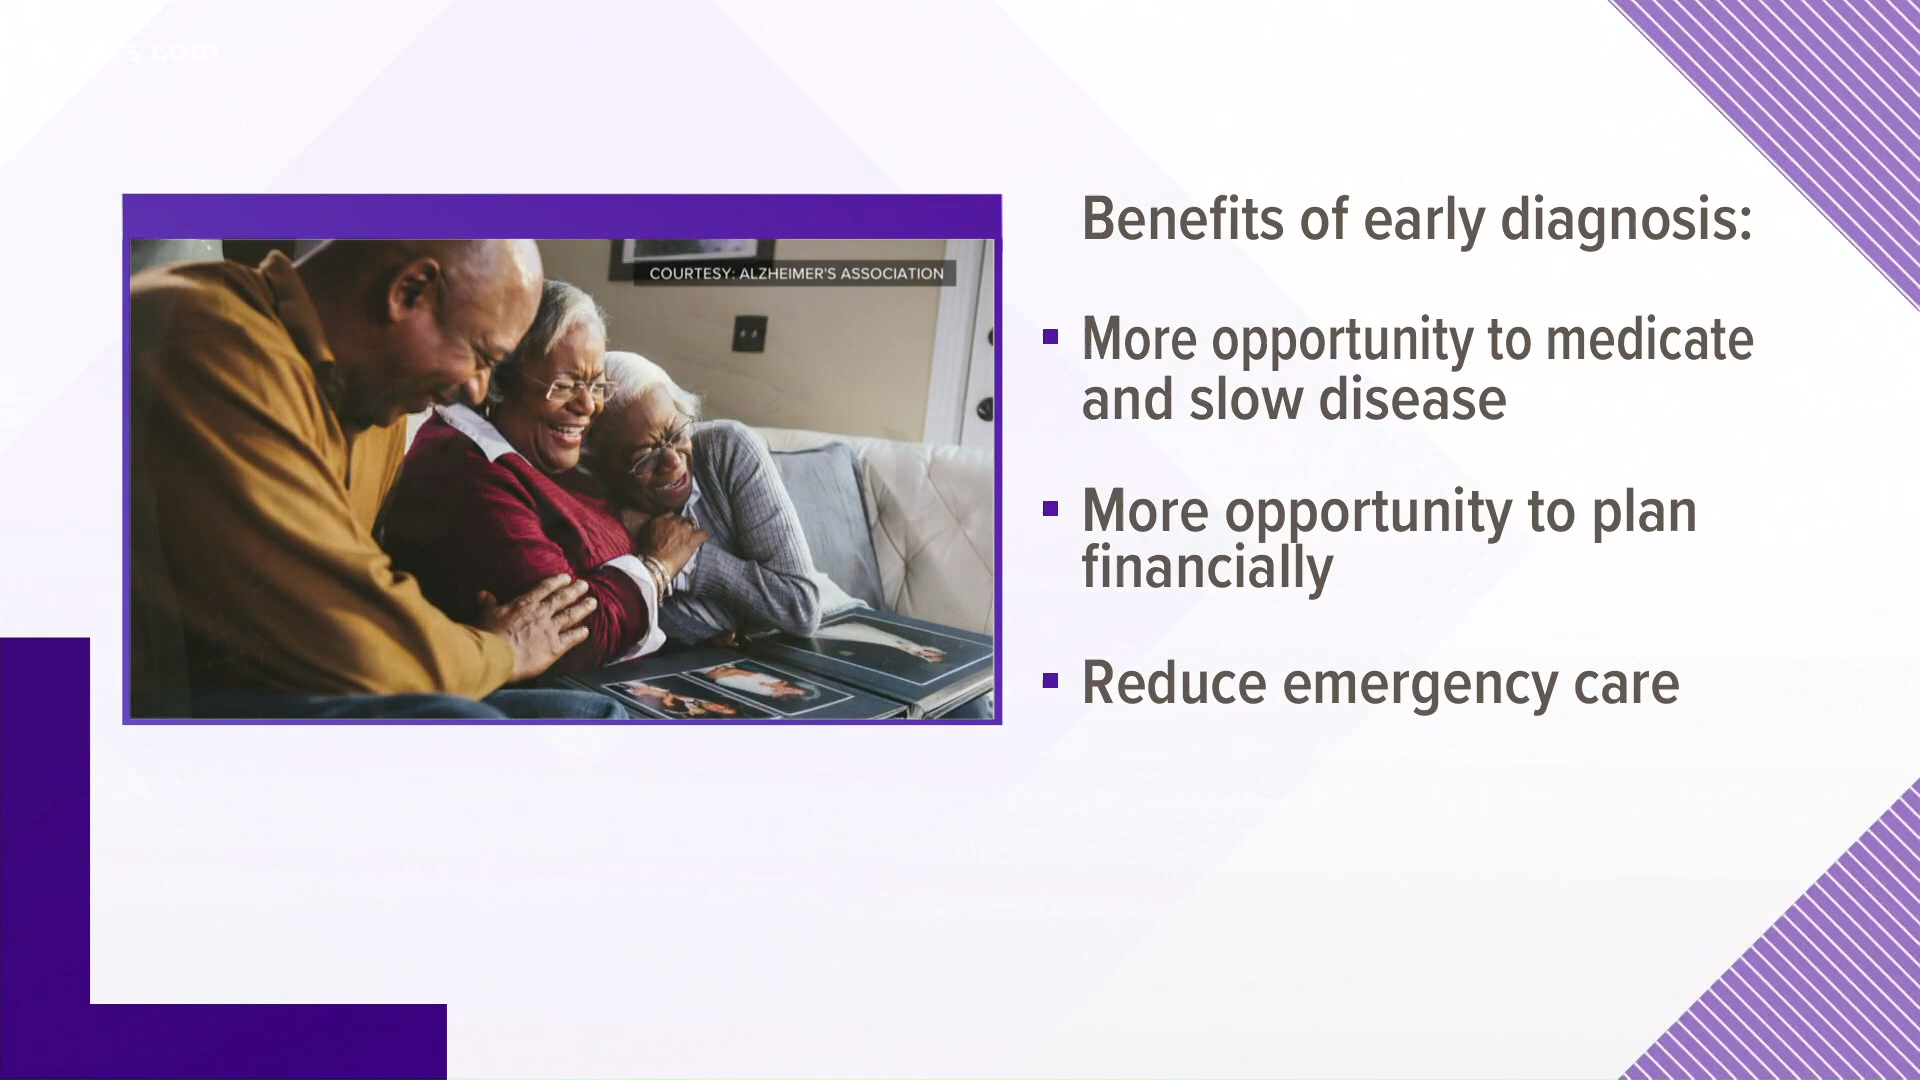 COURTESY: ALZHEIMER'S ASSOCIATION
Benefits of early diagnosis:
More opportunity to medicate
and slow disease
More opportunity to plan
financially
Reduce emergency care